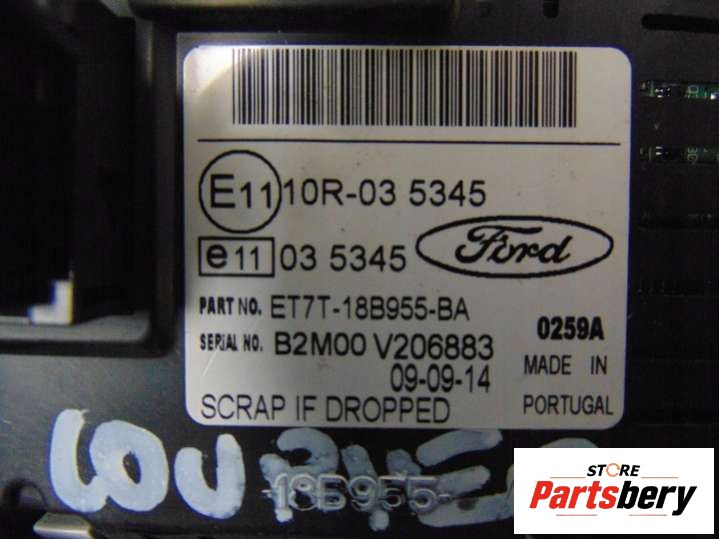 E11 10R-03 5345
e11 03 5345 Ford
PART NO. ET7T-18B955-BA
SERIAL NO. B2M00 V206883 0259A
09-09-14 MADE IN
SCRAP IF DROPPED PORTUGAL
-18B955-
STORE
Partsbery